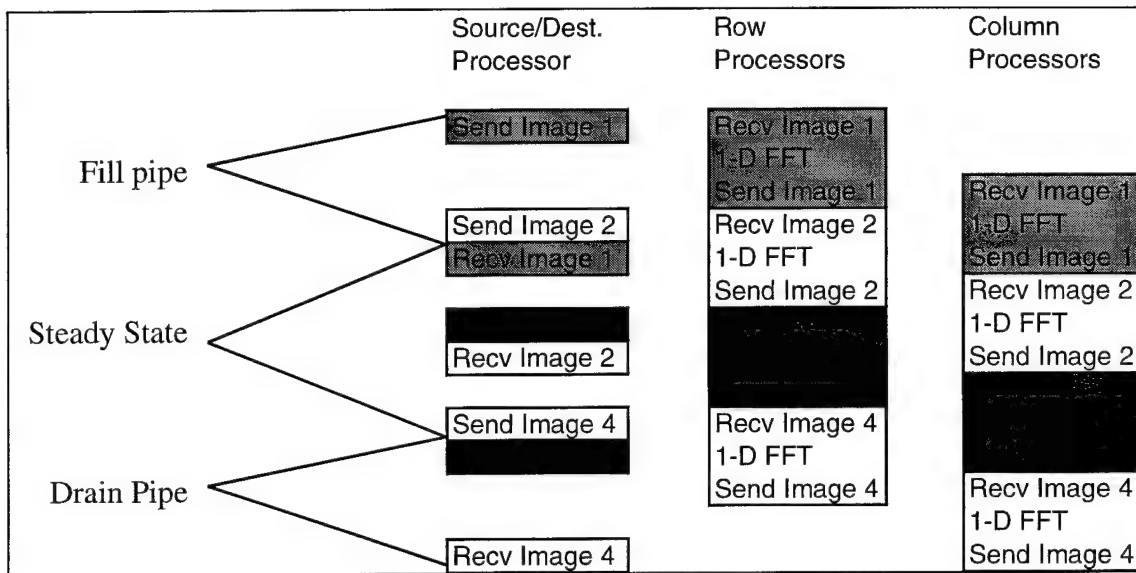 Source/Dest.
Processor
Row
Processors
Column
Processors
Fill pipe
Steady State
Drain Pipe
Send Image 1
Send Image 2
Recv Image 1
Recv Image 2
Send Image 4
Recv Image 4
Recv Image 1
1-D FFT
Send Image 1
Recv Image 2
1-D FFT
Send Image 2
Recv Image 4
1-D FFT
Send Image 4
Recv Image 1
1-D FFT
Send Image 1
Recv Image 2
1-D FFT
Send Image 2
Recv Image 4
1-D FFT
Send Image 4